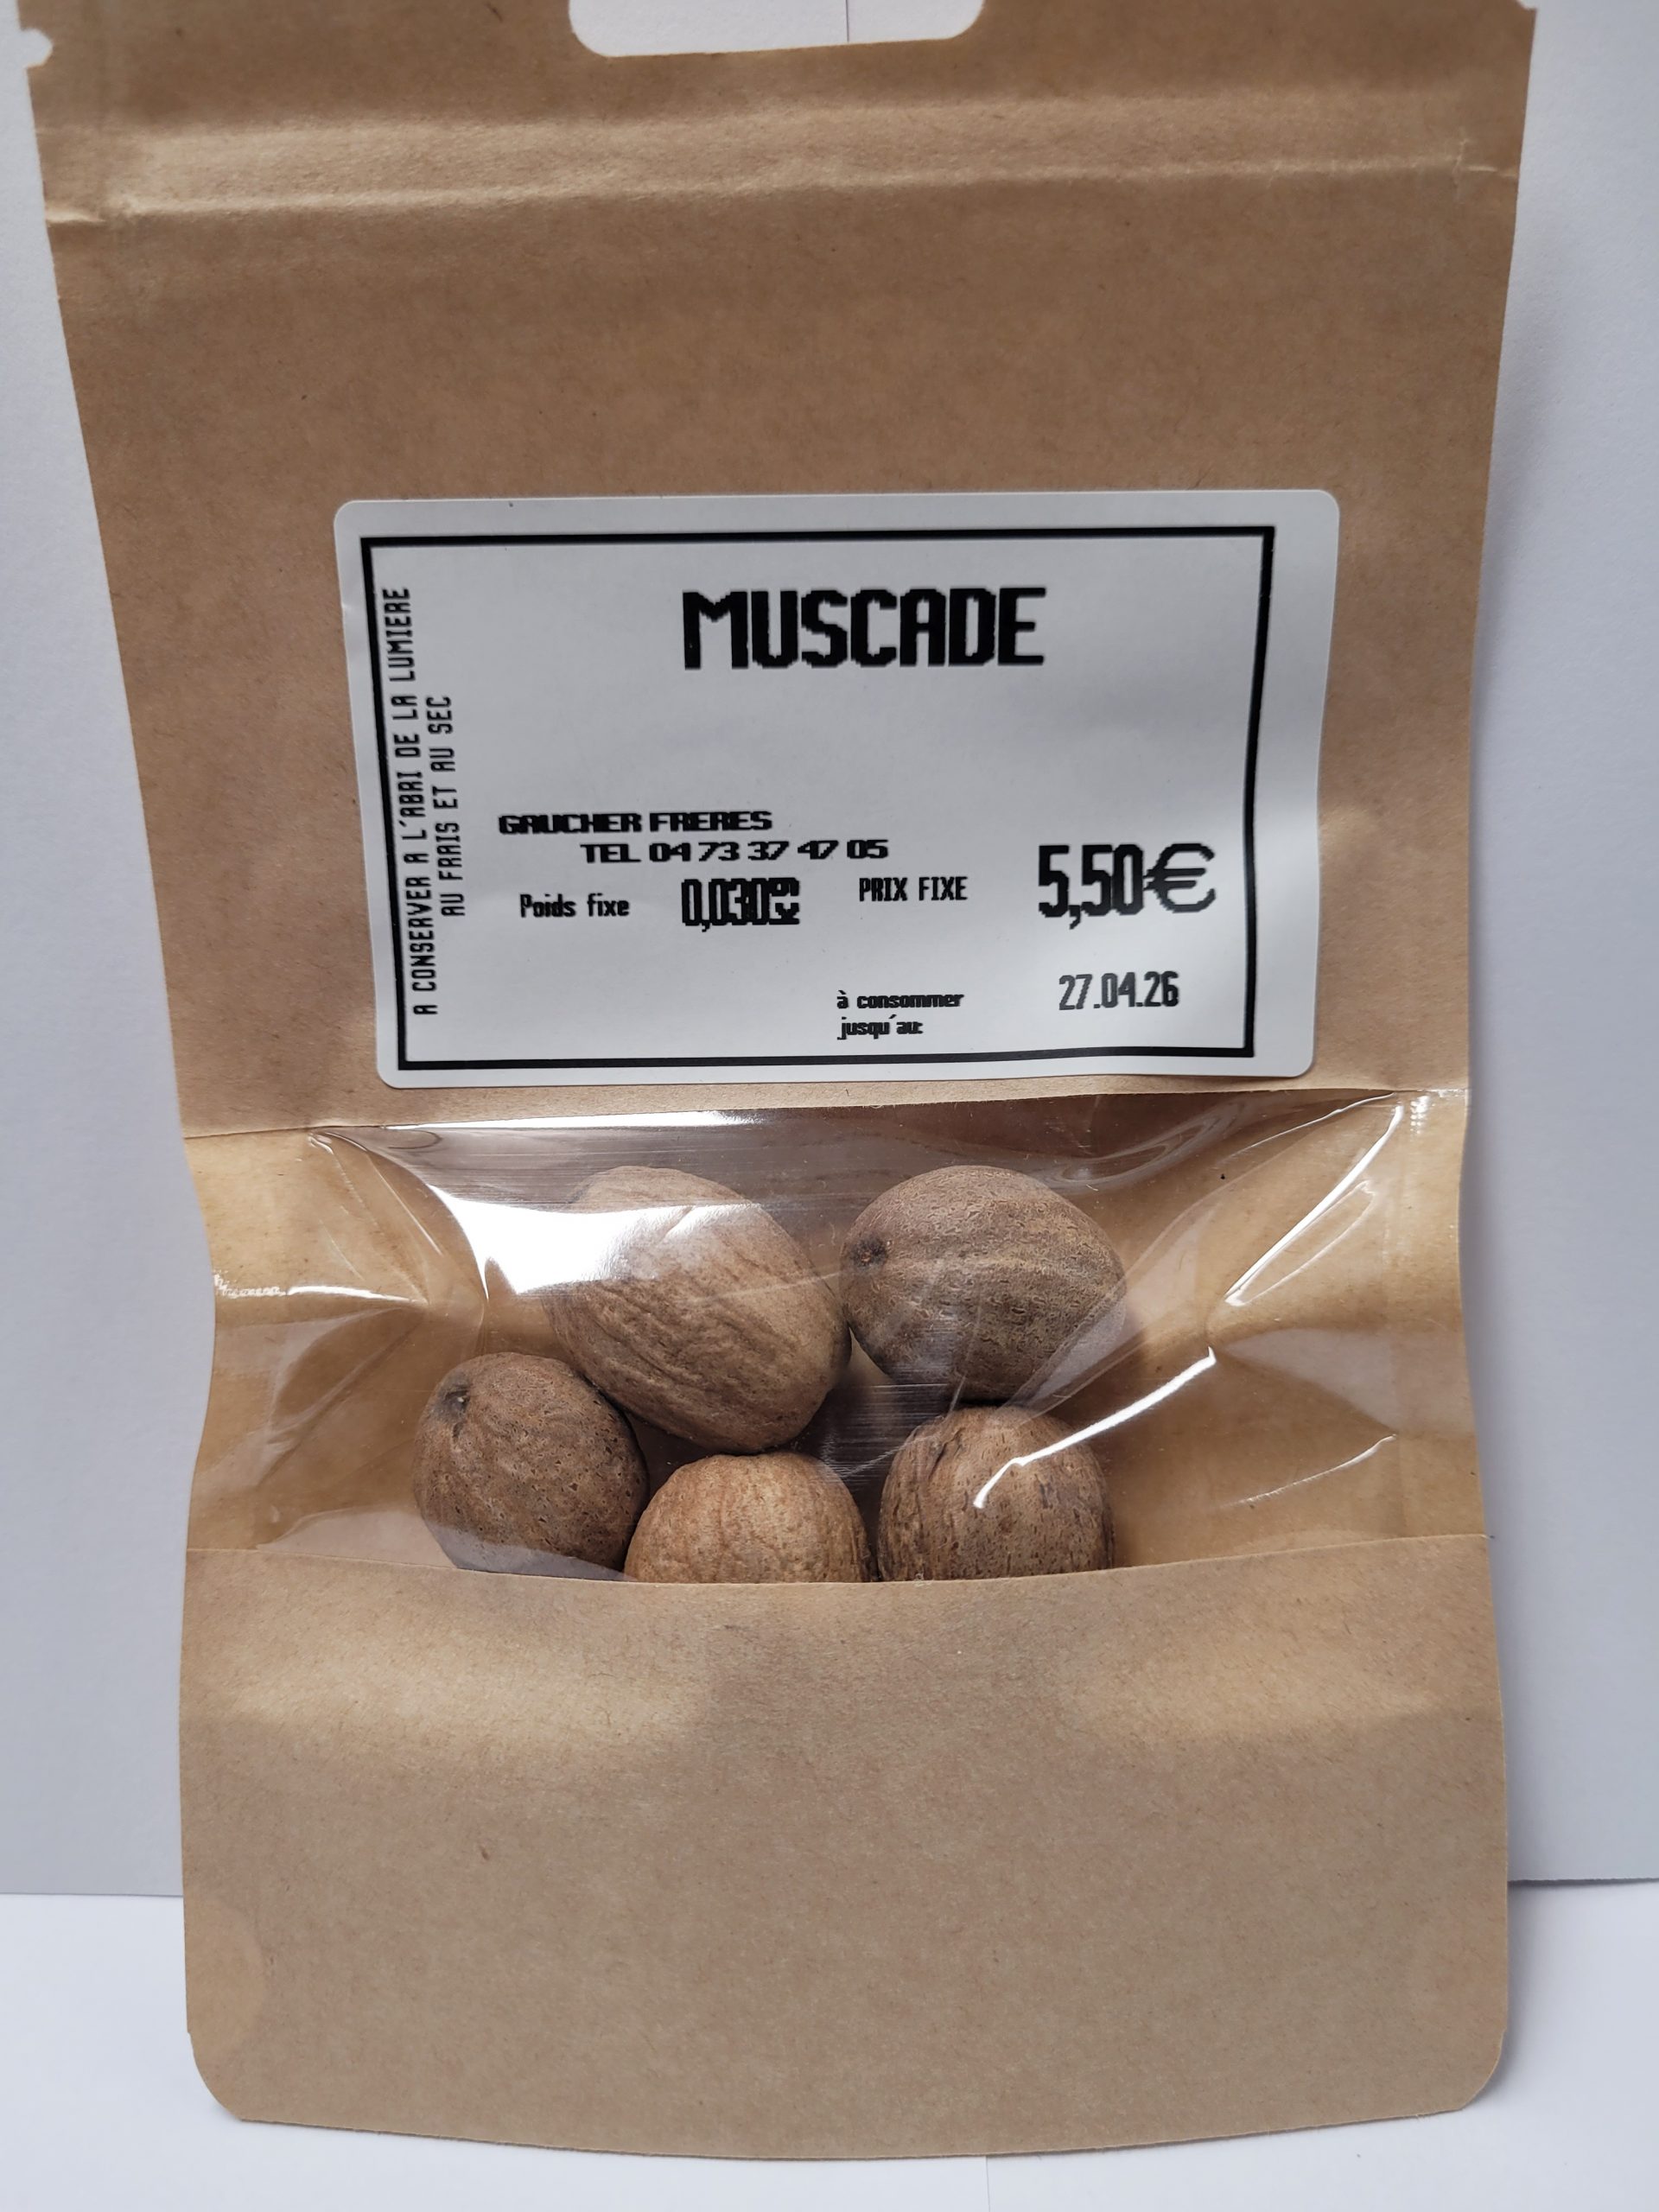 MUSCADE
A CONSERVER A L'ABRI DE LA LUMIERE
AU FRAIS ET AU SEC
GAUCHER FRERES
TEL 04 73 37 47 05
Poids fixe 0,030kg PRIX FIXE 5,50€
à consommer 27.04.26
jusqu'au: